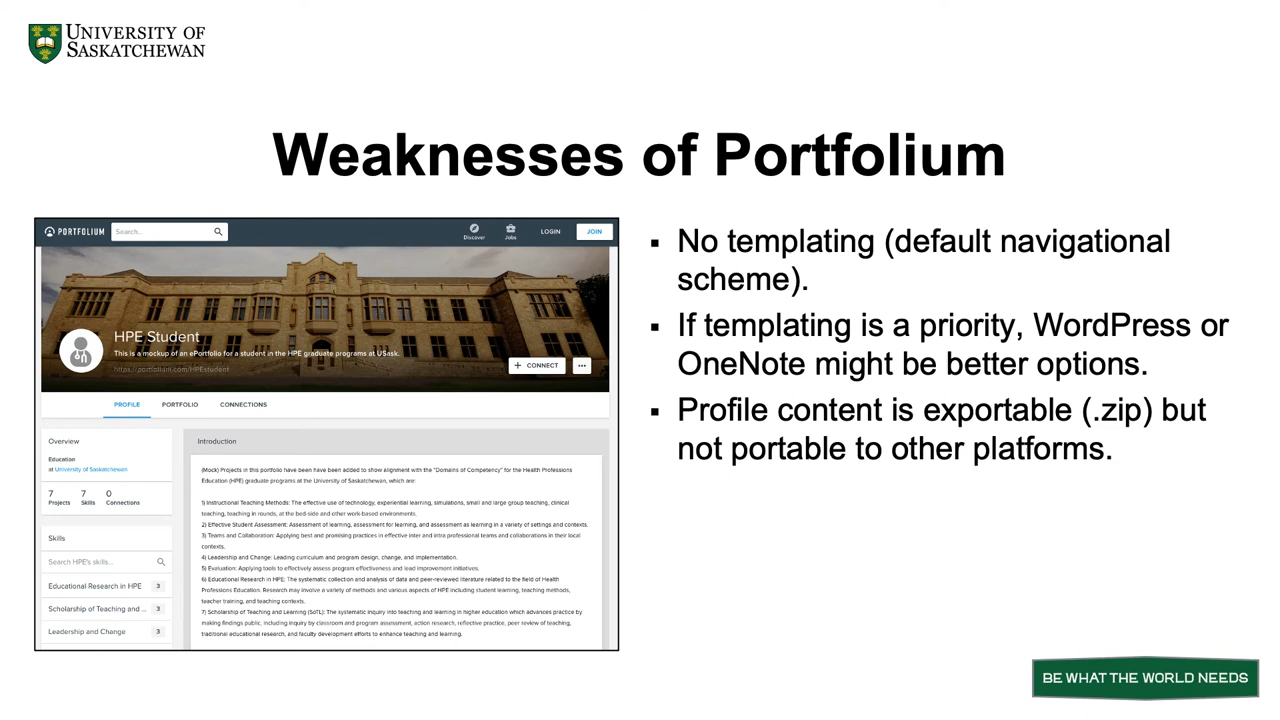 UNIVERSITY OF
SASKATCHEWAN
Weaknesses of Portfolium
PORTFOLIUM
Search...
Discover
Jobs
LOGIN
JOIN
HPE Student
This is a mockup of an ePortfolio for a student in the HPE graduate programs at USask.
https://portfolium.com/HPEstudent
+ CONNECT
...
PROFILE PORTFOLIO CONNECTIONS
Overview
Education
at University of Saskatchewan
7 7 0
Projects Skills Connections
Skills
Search HPE's skills...
Educational Research in HPE 3
Scholarship of Teaching and ... 3
Leadership and Change 3
Introduction
(Mock) Projects in this portfolio have been have been added to show alignment with the "Domains of Competency" for the Health Professions
Education (HPE) graduate programs at the University of Saskatchewan, which are:
1) Instructional Teaching Methods: The effective use of technology, experiential learning, simulations, small and large group teaching, clinical
teaching, teaching in rounds, at the bed-side and other work-based environments.
2) Effective Student Assessment: Assessment of learning, assessment for learning, and assessment as learning in a variety of settings and contexts.
3) Teams and Collaboration: Applying best and promising practices in effective inter and intra professional teams and collaborations in their local
contexts.
4) Leadership and Change: Leading curriculum and program design, change, and implementation.
5) Evaluation: Applying tools to effectively assess program effectiveness and lead improvement initiatives.
6) Educational Research in HPE: The systematic collection and analysis of data and peer-reviewed literature related to the field of Health
Professions Education. Research may involve a variety of methods and various aspects of HPE including student learning, teaching methods,
teacher training, and teaching contexts.
7) Scholarship of Teaching and Learning (SoTL): The systematic inquiry into teaching and learning in higher education which advances practice by
making findings public, including inquiry by classroom and program assessment, action research, reflective practice, peer review of teaching,
traditional educational research, and faculty development efforts to enhance teaching and learning.
▪ No templating (default navigational
scheme).
▪ If templating is a priority, WordPress or
OneNote might be better options.
▪ Profile content is exportable (.zip) but
not portable to other platforms.
BE WHAT THE WORLD NEEDS